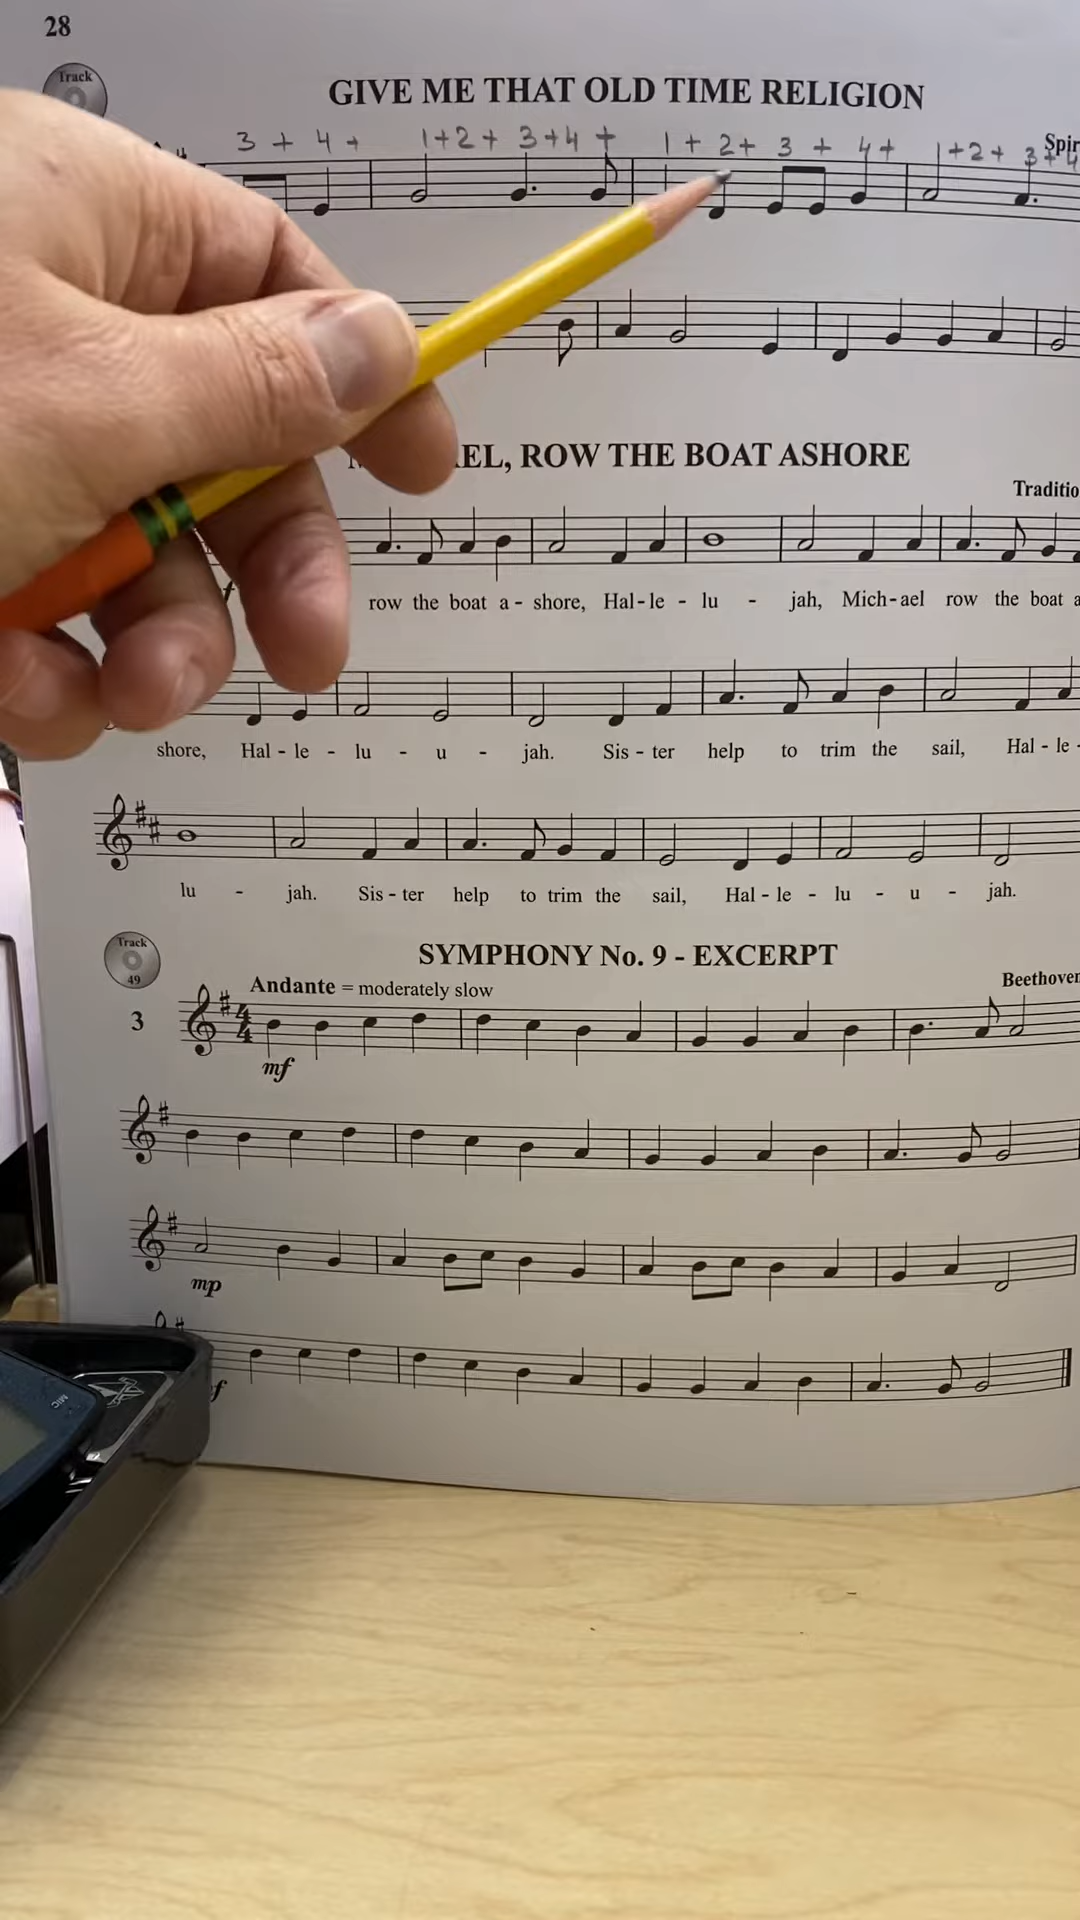 28
Track
GIVE ME THAT OLD TIME RELIGION
3 + 4 + 1+2+ 3+4 + 1 + 2+ 3 + 4+ 1+2+ 3+4
Spir
EL, ROW THE BOAT ASHORE
Traditio
f
row the boat a - shore, Hal - le - lu - jah, Mich - ael row the boat a
shore, Hal - le - lu - u - jah. Sis - ter help to trim the sail, Hal - le -
lu - jah. Sis - ter help to trim the sail, Hal - le - lu - u - jah.
Track
49
SYMPHONY No. 9 - EXCERPT
Andante = moderately slow
Beethoven
3
4
4
mf
mp
f
MIC